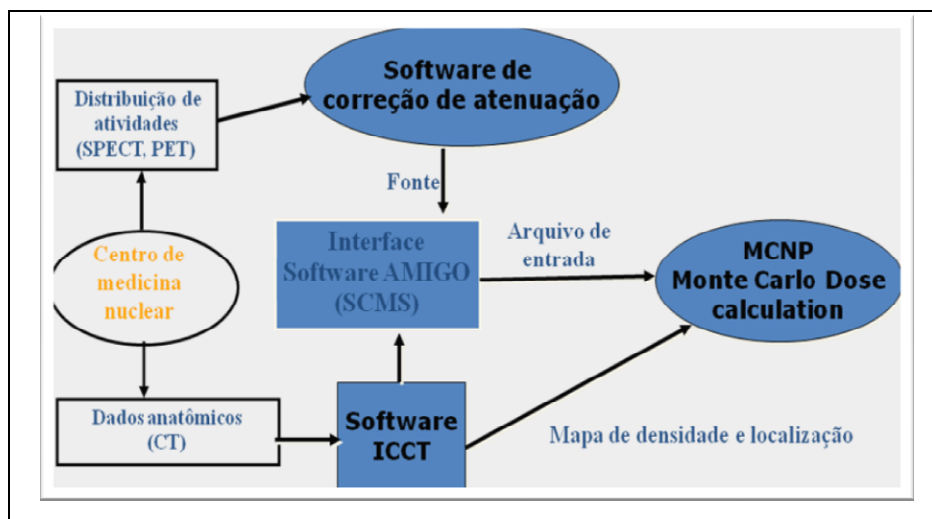 Software de
correção de atenuação
Distribuição de
atividades
(SPECT, PET)
Fonte
Centro de
medicina
nuclear
Interface
Software AMIGO
(SCMS)
Arquivo de
entrada
MCNP
Monte Carlo Dose
calculation
Dados anatômicos
(CT)
Software
ICCT
Mapa de densidade e localização